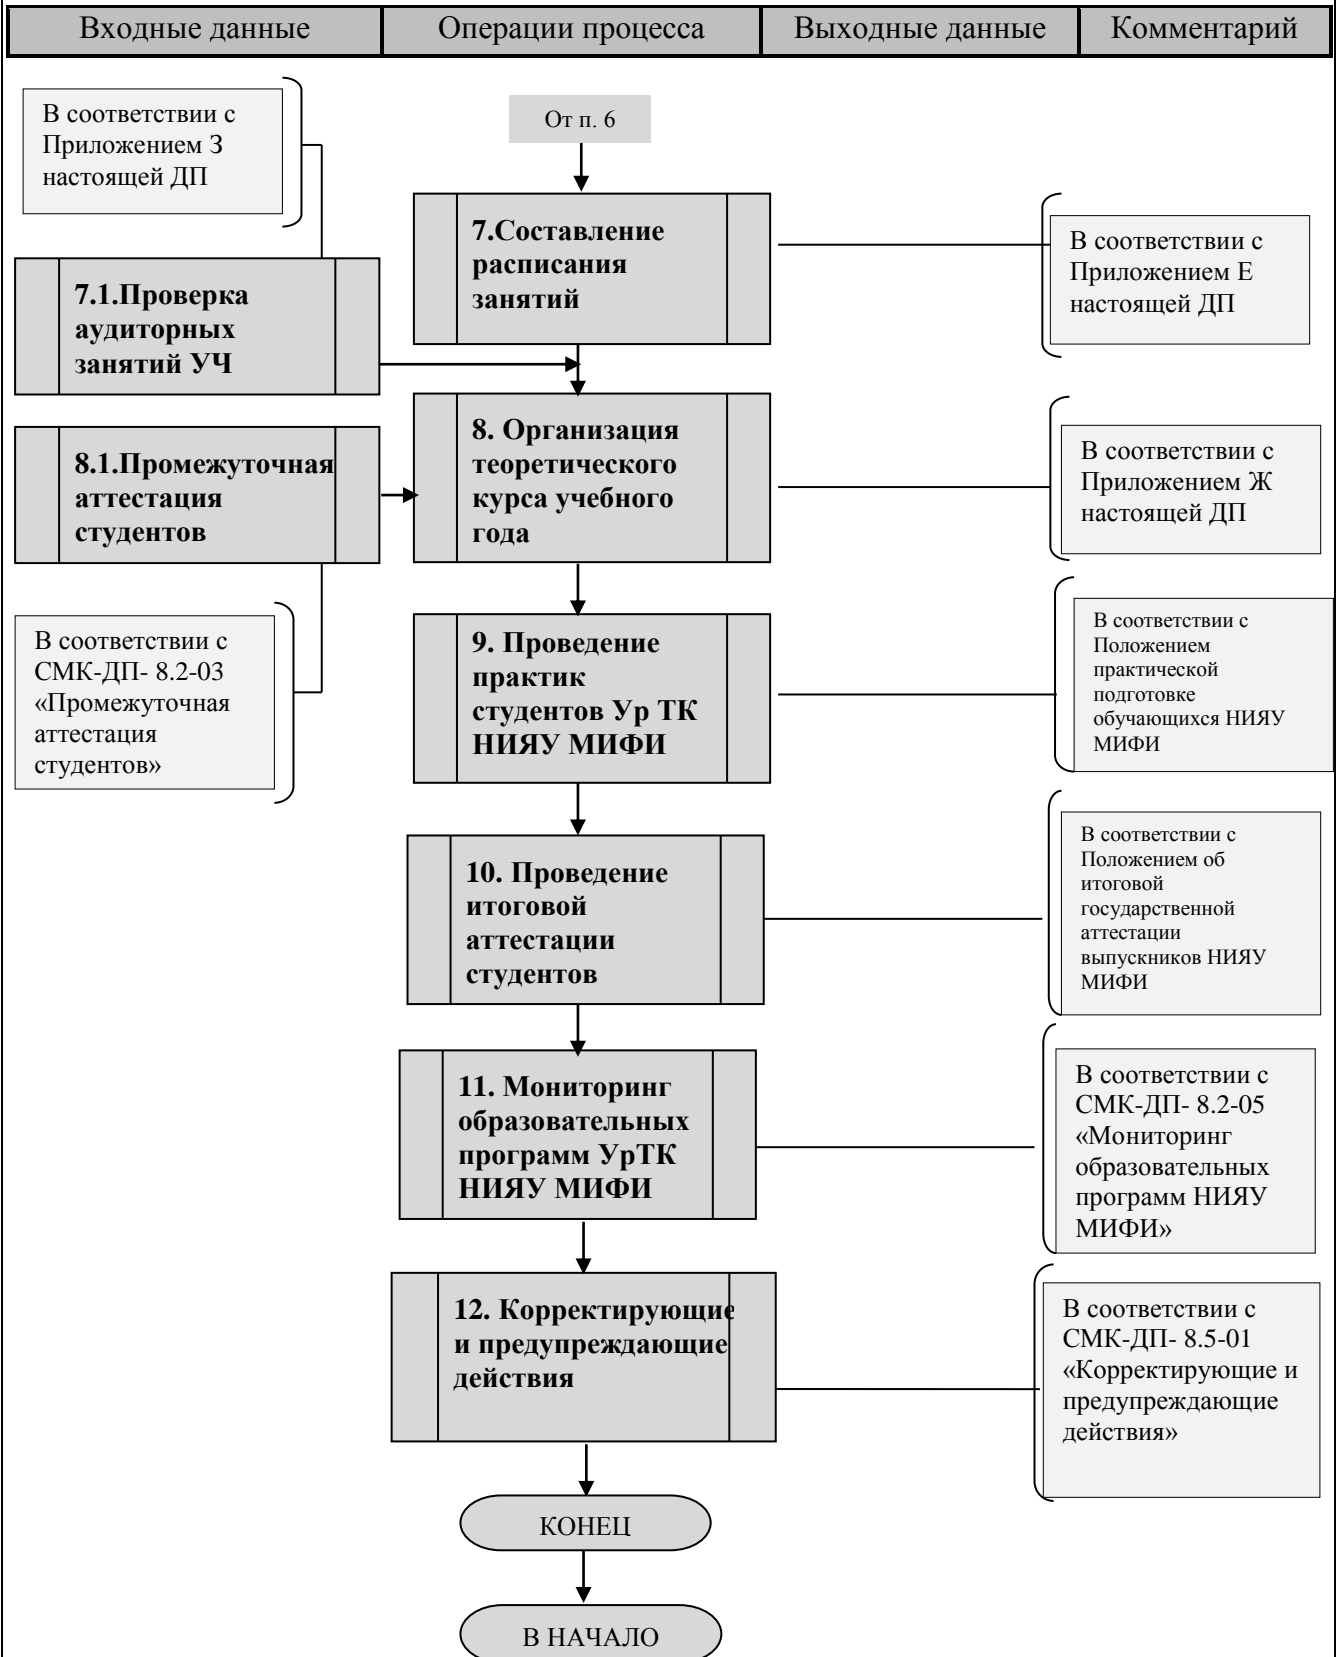 Входные данные
Операции процесса
Выходные данные
Комментарий
В соответствии с
Приложением З
настоящей ДП
От п. 6
7.Составление
расписания
занятий
В соответствии с
Приложением Е
настоящей ДП
7.1.Проверка
аудиторных
занятий УЧ
8. Организация
теоретического
курса учебного
года
В соответствии с
Приложением Ж
настоящей ДП
8.1.Промежуточная
аттестация
студентов
В соответствии с
СМК-ДП- 8.2-03
«Промежуточная
аттестация
студентов»
9. Проведение
практик
студентов Ур ТК
НИЯУ МИФИ
В соответствии с
Положением
практической
подготовке
обучающихся НИЯУ
МИФИ
10. Проведение
итоговой
аттестации
студентов
В соответствии с
Положением об
итоговой
государственной
аттестации
выпускников НИЯУ
МИФИ
11. Мониторинг
образовательных
программ УрТК
НИЯУ МИФИ
В соответствии с
СМК-ДП- 8.2-05
«Мониторинг
образовательных
программ НИЯУ
МИФИ»
12. Корректирующие
и предупреждающие
действия
В соответствии с
СМК-ДП- 8.5-01
«Корректирующие и
предупреждающие
действия»
КОНЕЦ
В НАЧАЛО